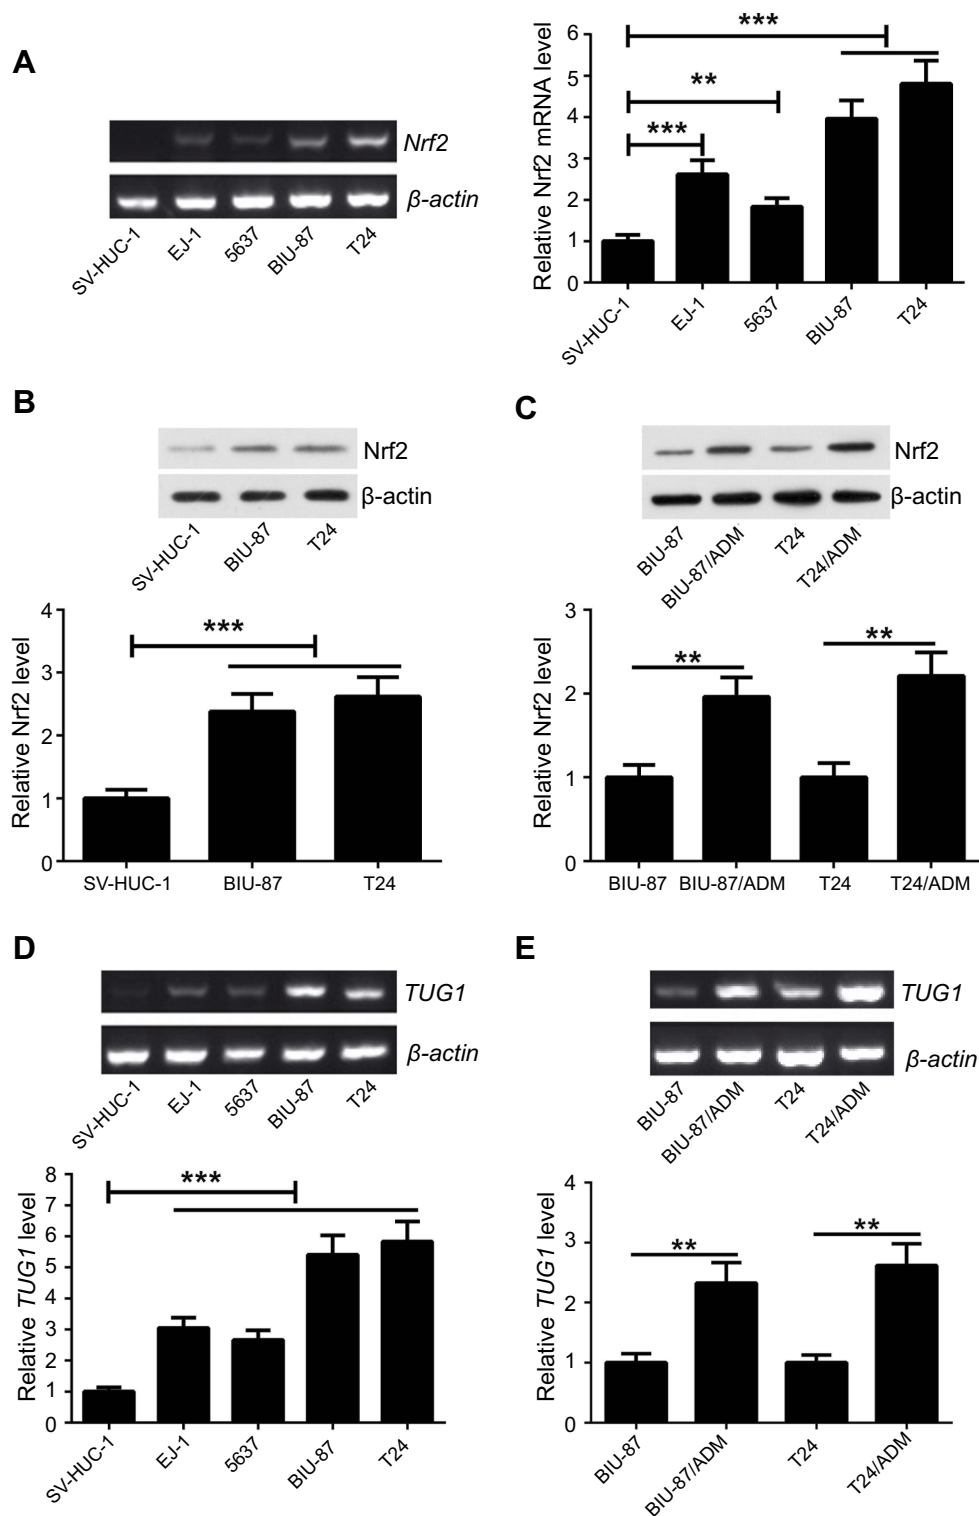 A
Nrf2
β-actin
SV-HUC-1
EJ-1
5637
BIU-87
T24
Relative Nrf2 mRNA level
6
5
4
3
2
1
0
***
**
***
SV-HUC-1
EJ-1
5637
BIU-87
T24
B
Nrf2
β-actin
SV-HUC-1
BIU-87
T24
Relative Nrf2 level
4
3
2
1
0
***
SV-HUC-1
BIU-87
T24
C
Nrf2
β-actin
BIU-87
BIU-87/ADM
T24
T24/ADM
Relative Nrf2 level
3
2
1
0
**
**
BIU-87
BIU-87/ADM
T24
T24/ADM
D
TUG1
β-actin
SV-HUC-1
EJ-1
5637
BIU-87
T24
Relative TUG1 level
8
7
6
5
4
3
2
1
0
***
SV-HUC-1
EJ-1
5637
BIU-87
T24
E
TUG1
β-actin
BIU-87
BIU-87/ADM
T24
T24/ADM
Relative TUG1 level
4
3
2
1
0
**
**
BIU-87
BIU-87/ADM
T24
T24/ADM